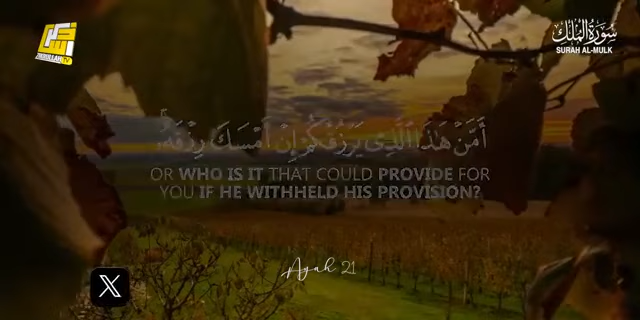 سُورَةُ المُلْكِ
SURAH AL-MULK
أَمَّنْ هَٰذَا الَّذِي يَرْزُقُكُمْ إِنْ أَمْسَكَ رِزْقَهُ
OR WHO IS IT THAT COULD PROVIDE FOR
YOU IF HE WITHHELD HIS PROVISION?
Ayah 21